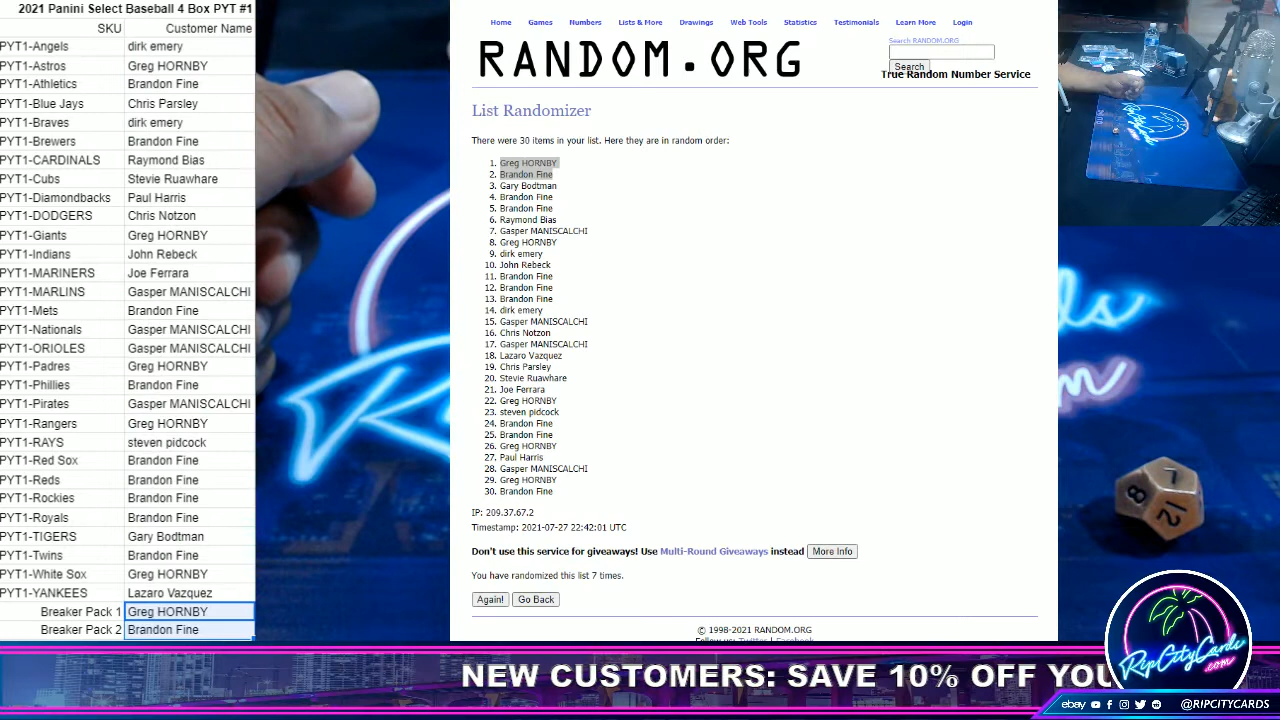 2021 Panini Select Baseball 4 Box PYT #1
SKU Customer Name
PYT1-Angels dirk emery
PYT1-Astros Greg HORNBY
PYT1-Athletics Brandon Fine
PYT1-Blue Jays Chris Parsley
PYT1-Braves dirk emery
PYT1-Brewers Brandon Fine
PYT1-CARDINALS Raymond Bias
PYT1-Cubs Stevie Ruawhare
PYT1-Diamondbacks Paul Harris
PYT1-DODGERS Chris Notzon
PYT1-Giants Greg HORNBY
PYT1-Indians John Rebeck
PYT1-MARINERS Joe Ferrara
PYT1-MARLINS Gasper MANISCALCHI
PYT1-Mets Brandon Fine
PYT1-Nationals Gasper MANISCALCHI
PYT1-ORIOLES Gasper MANISCALCHI
PYT1-Padres Greg HORNBY
PYT1-Phillies Brandon Fine
PYT1-Pirates Gasper MANISCALCHI
PYT1-Rangers Greg HORNBY
PYT1-RAYS steven pidcock
PYT1-Red Sox Brandon Fine
PYT1-Reds Brandon Fine
PYT1-Rockies Brandon Fine
PYT1-Royals Brandon Fine
PYT1-TIGERS Gary Bodtman
PYT1-Twins Brandon Fine
PYT1-White Sox Greg HORNBY
PYT1-YANKEES Lazaro Vazquez
Breaker Pack 1 Greg HORNBY
Breaker Pack 2 Brandon Fine
Home Games Numbers Lists & More Drawings Web Tools Statistics Testimonials Learn More Login
RANDOM.ORG
Search RANDOM.ORG
Search
True Random Number Service
List Randomizer
There were 30 items in your list. Here they are in random order:
1. Greg HORNBY
2. Brandon Fine
3. Gary Bodtman
4. Brandon Fine
5. Brandon Fine
6. Raymond Bias
7. Gasper MANISCALCHI
8. Greg HORNBY
9. dirk emery
10. John Rebeck
11. Brandon Fine
12. Brandon Fine
13. Brandon Fine
14. dirk emery
15. Gasper MANISCALCHI
16. Chris Notzon
17. Gasper MANISCALCHI
18. Lazaro Vazquez
19. Chris Parsley
20. Stevie Ruawhare
21. Joe Ferrara
22. Greg HORNBY
23. steven pidcock
24. Brandon Fine
25. Brandon Fine
26. Greg HORNBY
27. Paul Harris
28. Gasper MANISCALCHI
29. Greg HORNBY
30. Brandon Fine
IP: 209.37.67.2
Timestamp: 2021-07-27 22:42:01 UTC
Don't use this service for giveaways! Use Multi-Round Giveaways instead More Info
You have randomized this list 7 times.
Again! Go Back
© 1998-2021 RANDOM.ORG
Follow us: Twitter | Facebook
7
8
12
NEW CUSTOMERS: SAVE 10% OFF YOU
RipCityCards
.com
ebay @RIPCITYCARDS